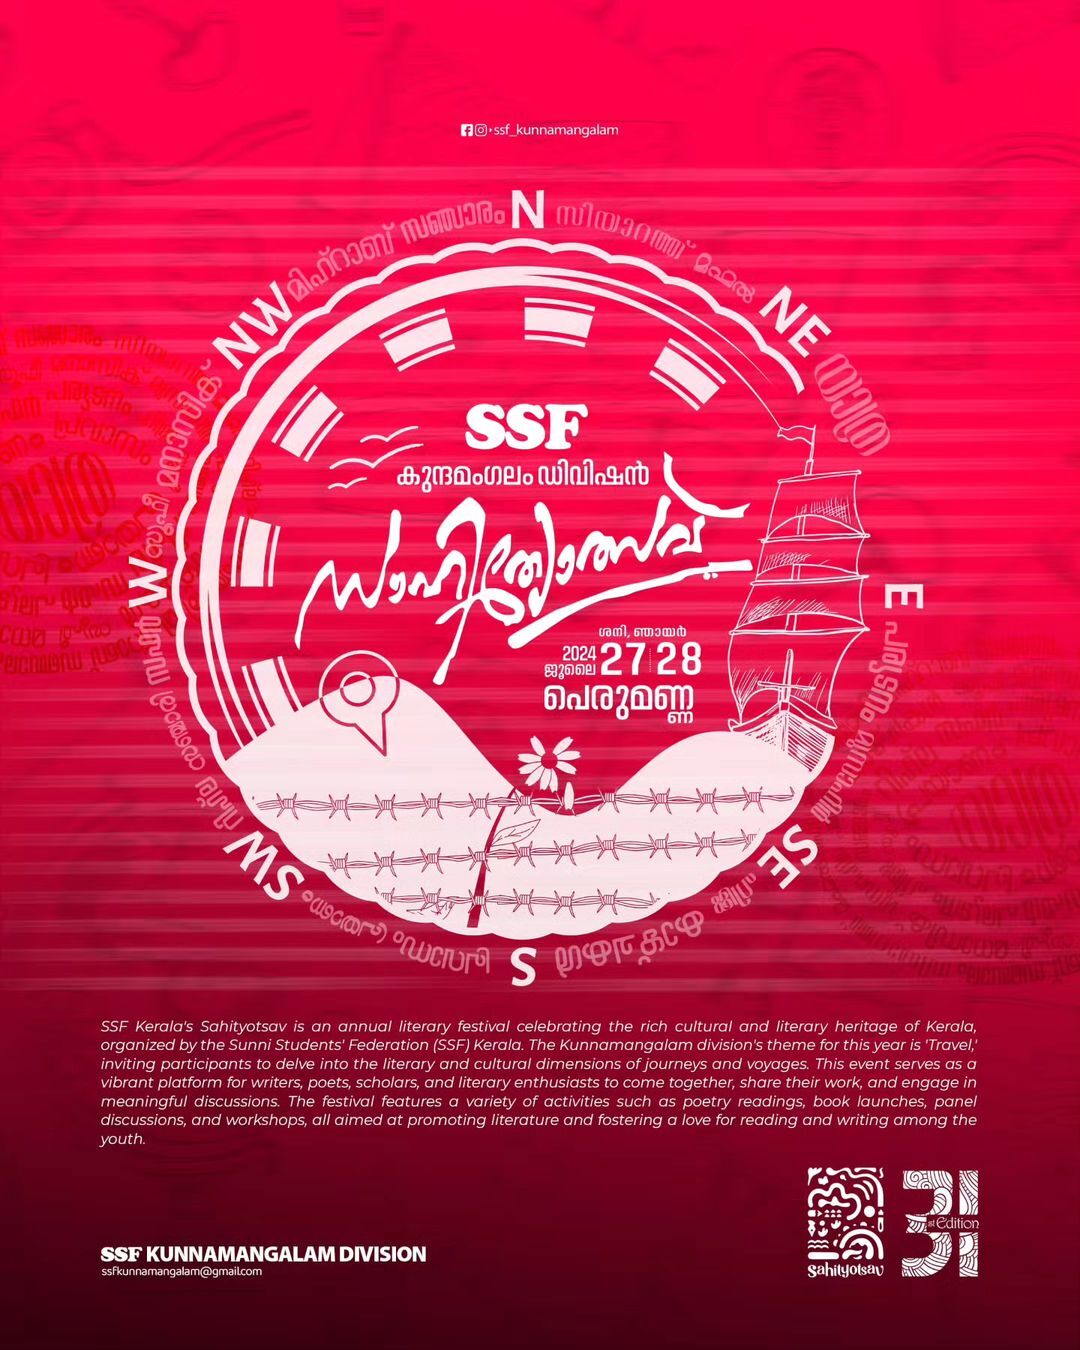 ssf_kunnamangalam
N
സിയാറത്ത്
മഹൽ
NE
യാത്ര
E
SE
S
SW
W
സൂഫീ
മനാസിക്
NW
മിഹ്റാബ്
സഞ്ചാരം
SSF
കുന്ദമംഗലം ഡിവിഷൻ
സാഹിത്യോത്സവ്
ശനി, ഞായർ
2024
ജൂലൈ
27 28
പെരുമണ്ണ
SSF Kerala's Sahityotsav is an annual literary festival celebrating the rich cultural and literary heritage of Kerala,
organized by the Sunni Students' Federation (SSF) Kerala. The Kunnamangalam division's theme for this year is 'Travel,'
inviting participants to delve into the literary and cultural dimensions of journeys and voyages. This event serves as a
vibrant platform for writers, poets, scholars, and literary enthusiasts to come together, share their work, and engage in
meaningful discussions. The festival features a variety of activities such as poetry readings, book launches, panel
discussions, and workshops, all aimed at promoting literature and fostering a love for reading and writing among the
youth.
SSF KUNNAMANGALAM DIVISION
ssfkunnamangalam@gmail.com
Sahityotsav
31
st Edition